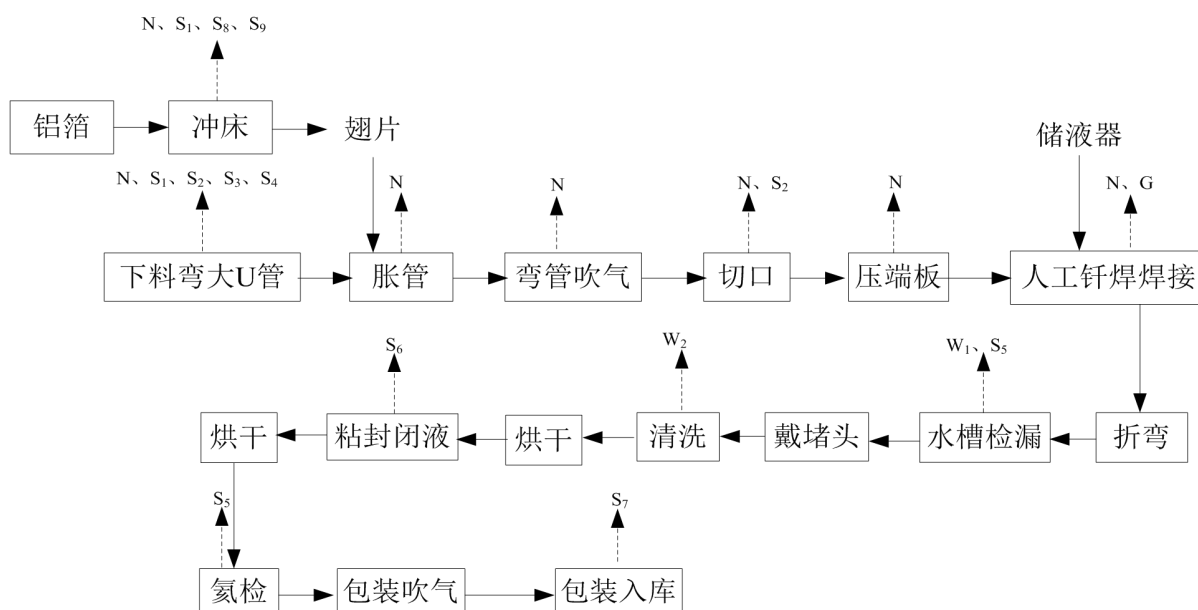 N、S₁、S₈、S₉
铝箔
冲床
翅片
储液器
N、S₁、S₂、S₃、S₄
N
N
N、S₂
N
N、G
下料弯大U管
胀管
弯管吹气
切口
压端板
人工钎焊焊接
S₆
W₂
W₁、S₅
烘干
粘封闭液
烘干
清洗
戴堵头
水槽检漏
折弯
S₅
S₇
氦检
包装吹气
包装入库